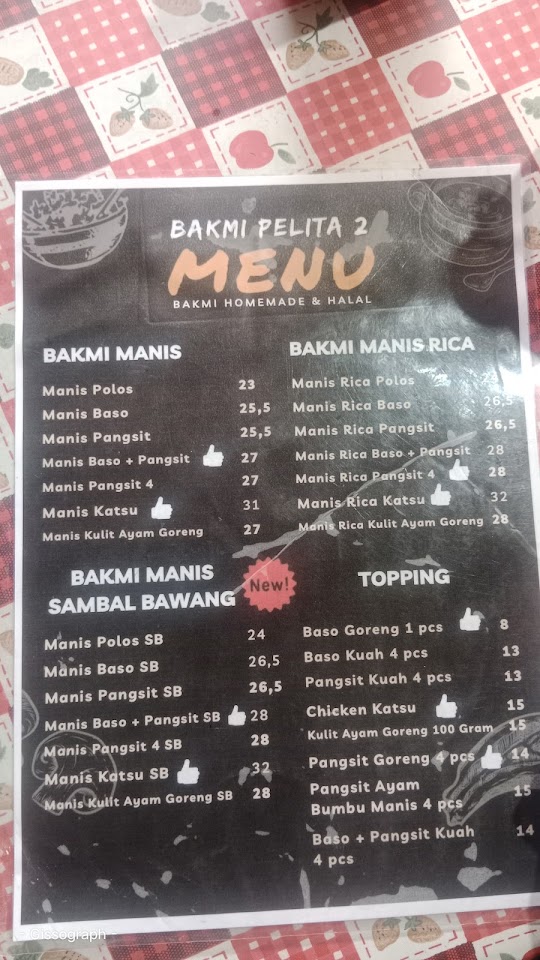 BAKMI PELITA 2
MENU
BAKMI HOMEMADE & HALAL
BAKMI MANIS
Manis Polos 23
Manis Baso 25,5
Manis Pangsit 25,5
Manis Baso + Pangsit 27
Manis Pangsit 4 27
Manis Katsu 31
Manis Kulit Ayam Goreng 27
BAKMI MANIS RICA
Manis Rica Polos
Manis Rica Baso 26,5
Manis Rica Pangsit 26,5
Manis Rica Baso + Pangsit 28
Manis Rica Pangsit 4 28
Manis Rica Katsu 32
Manis Rica Kulit Ayam Goreng 28
BAKMI MANIS
SAMBAL BAWANG
New!
Manis Polos SB 24
Manis Baso SB 26,5
Manis Pangsit SB 26,5
Manis Baso + Pangsit SB 28
Manis Pangsit 4 SB 28
Manis Katsu SB 32
Manis Kulit Ayam Goreng SB 28
TOPPING
Baso Goreng 1 pcs 8
Baso Kuah 4 pcs 13
Pangsit Kuah 4 pcs 13
Chicken Katsu 15
Kulit Ayam Goreng 100 Gram 15
Pangsit Goreng 4 pcs 14
Pangsit Ayam 15
Bumbu Manis 4 pcs
Baso + Pangsit Kuah 14
4 pcs